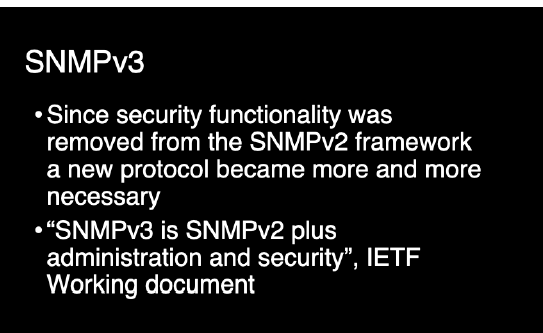 SNMPv3
•Since security functionality was
removed from the SNMPv2 framework
a new protocol became more and more
necessary
•“SNMPv3 is SNMPv2 plus
administration and security”, IETF
Working document